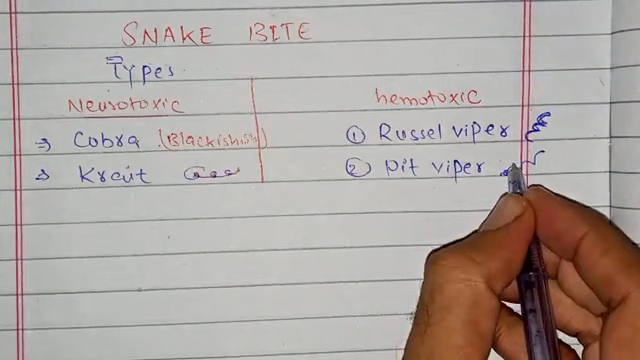 SNAKE BITE
Types
Neurotoxic
hemotoxic
→ Cobra (Blackish
① Russel viper
→ Krait
② Pit viper